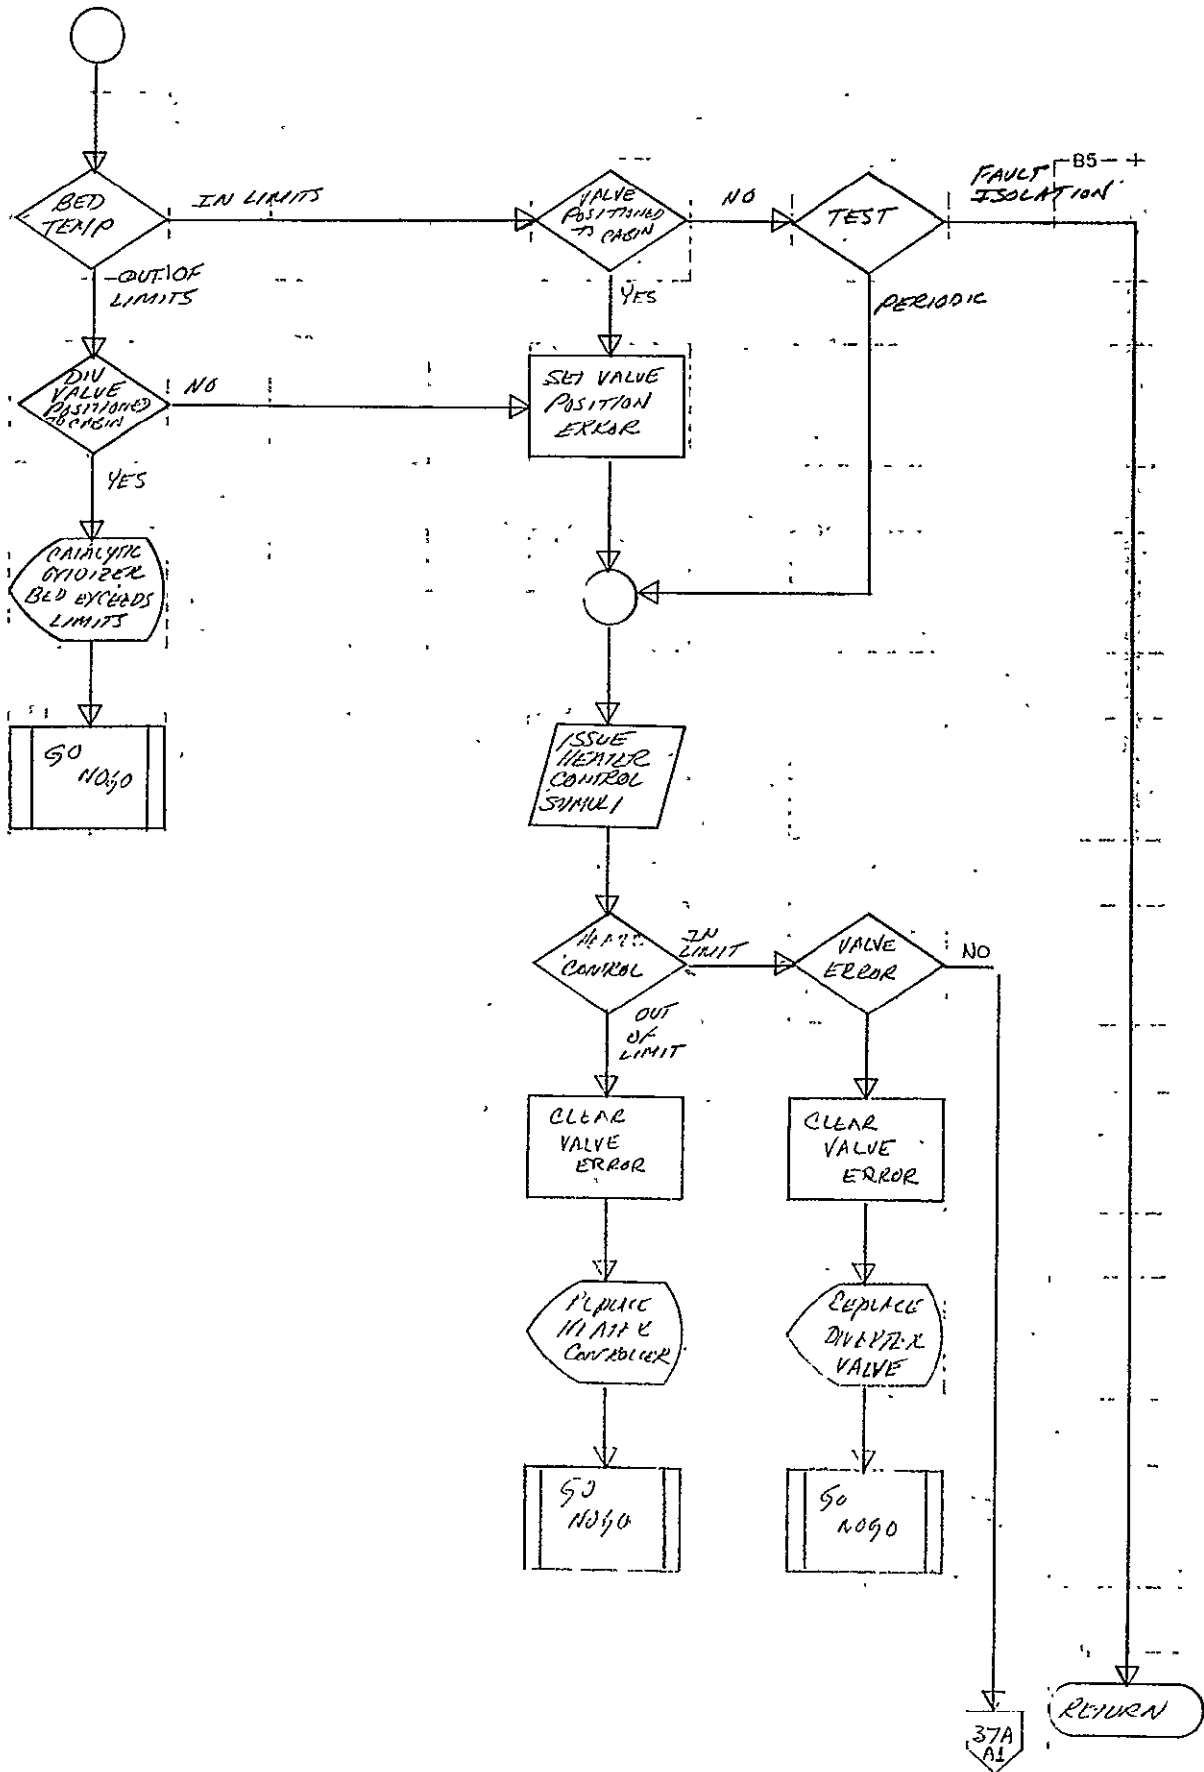 BED
TEMP
IN LIMITS
VALVE
POSITIONED
TO CABIN
NO
TEST
FAULT
ISOLATION
B5
OUT OF
LIMITS
YES
PERIODIC
DIV
VALVE
POSITIONED
TO CABIN
NO
SET VALVE
POSITION
ERROR
YES
CATALYTIC
OXIDIZER
BED EXCEEDS
LIMITS
GO
NOGO
ISSUE
HEATER
CONTROL
STIMULI
CONTROL
IN
LIMIT
VALVE
ERROR
NO
OUT
OF
LIMIT
CLEAR
VALVE
ERROR
CLEAR
VALVE
ERROR
REPLACE
HEATER
CONTROLLER
REPLACE
DIVERTER
VALVE
GO
NOGO
GO
NOGO
37A
A1
RETURN